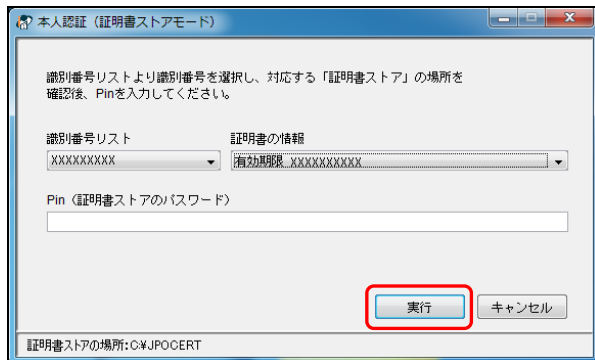 本人認証（証明書ストアモード）
識別番号リストより識別番号を選択し、対応する「証明書ストア」の場所を
確認後、Pinを入力してください。
識別番号リスト 証明書の情報
XXXXXXXXX 有効期限 XXXXXXXXXX
Pin（証明書ストアのパスワード）
実行 キャンセル
証明書ストアの場所:C:¥JPOCERT